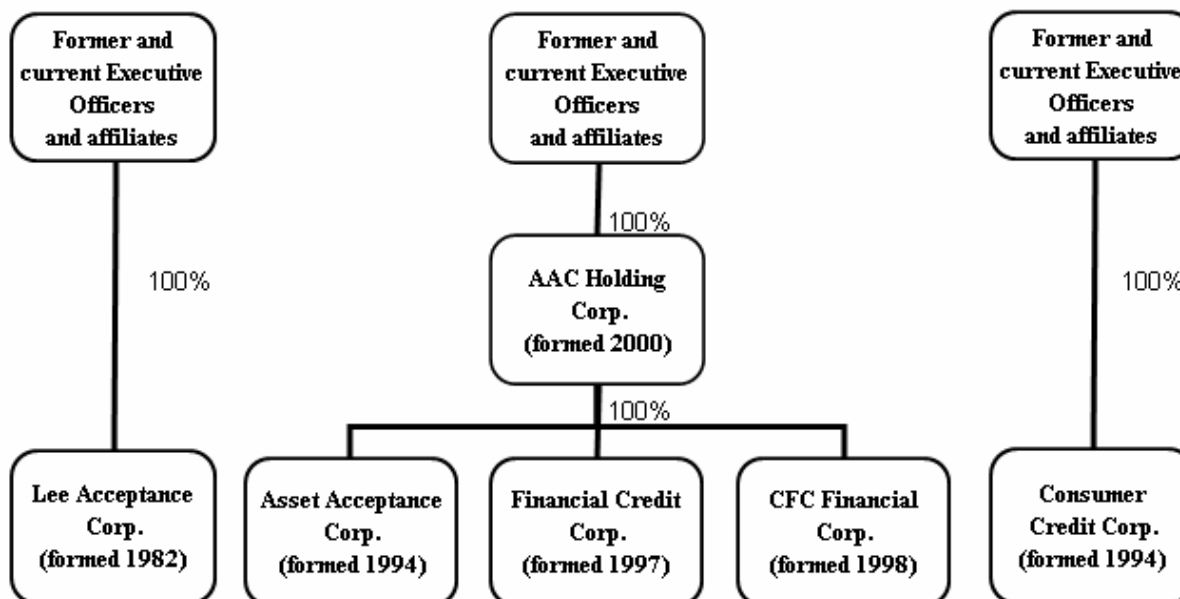 Former and
current Executive
Officers
and affiliates
Former and
current Executive
Officers
and affiliates
Former and
current Executive
Officers
and affiliates
100%
100%
100%
AAC Holding
Corp.
(formed 2000)
100%
Lee Acceptance
Corp.
(formed 1982)
Asset Acceptance
Corp.
(formed 1994)
Financial Credit
Corp.
(formed 1997)
CFC Financial
Corp.
(formed 1998)
Consumer
Credit Corp.
(formed 1994)